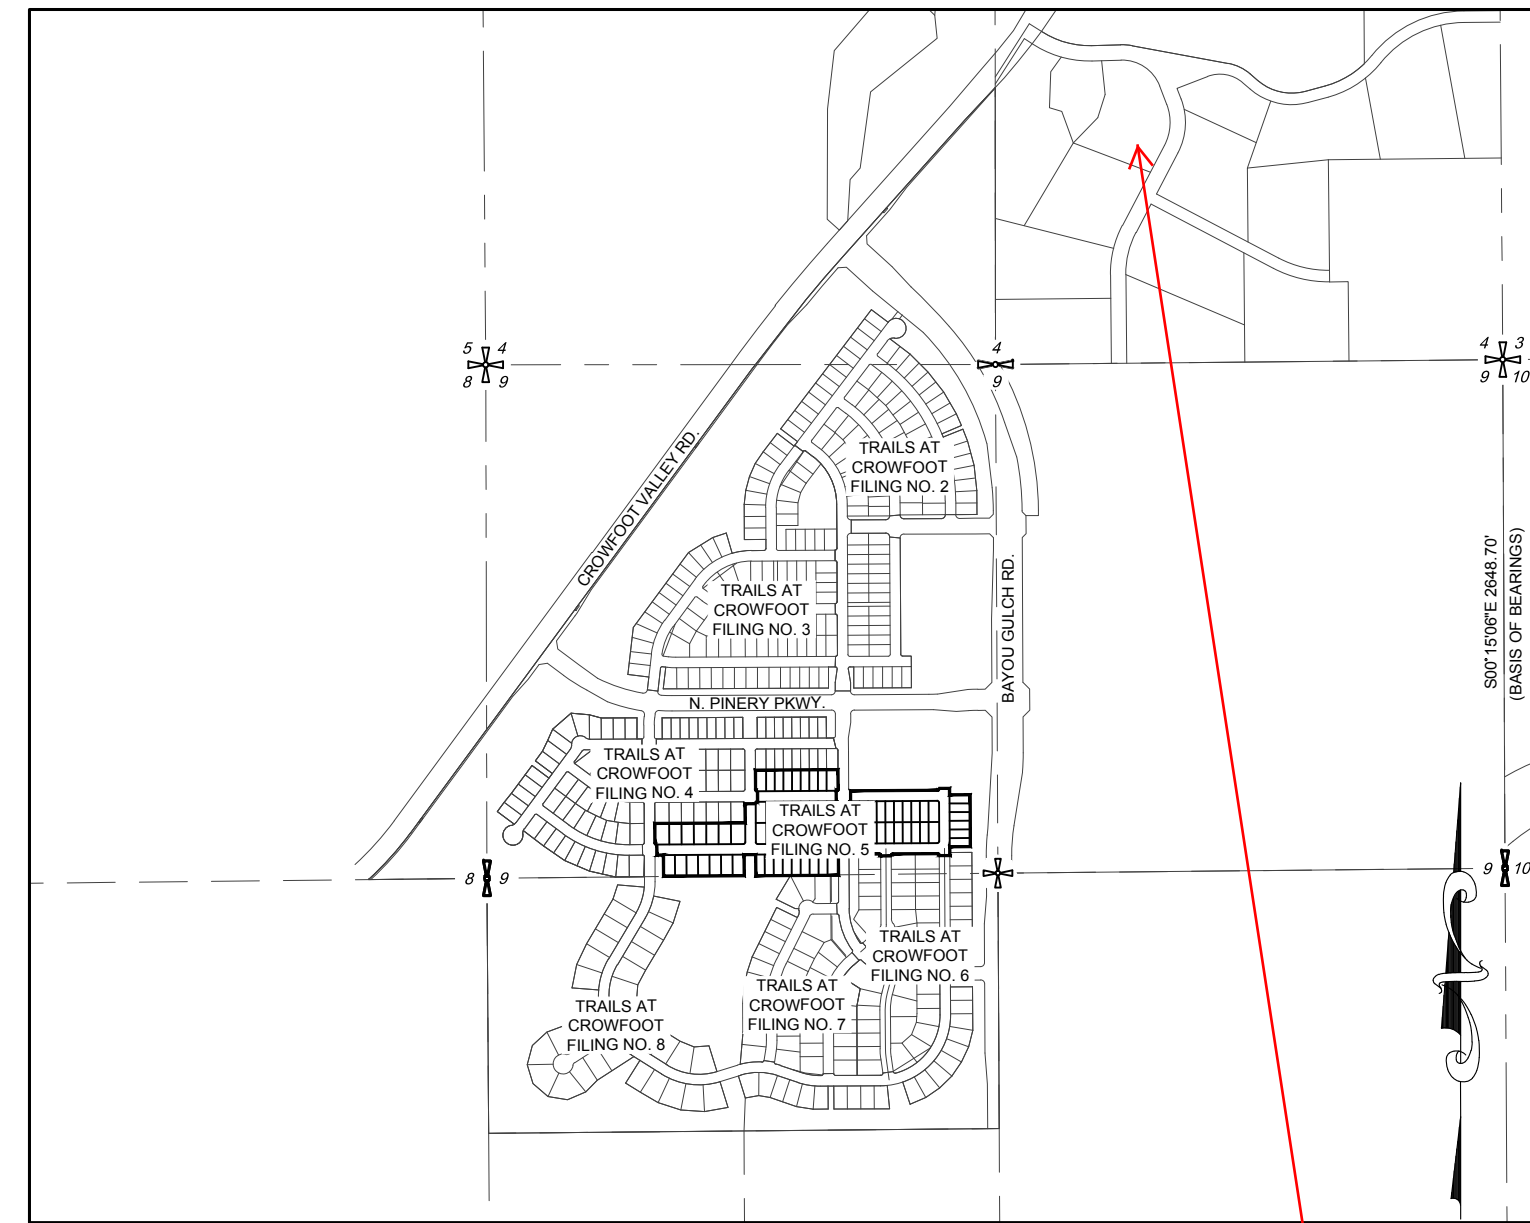 5 4
8 9
4
9
4 3
9 10
CROWFOOT VALLEY RD.
TRAILS AT
CROWFOOT
FILING NO. 2
TRAILS AT
CROWFOOT
FILING NO. 3
BAYOU GULCH RD.
S00°15'06"E 2648.70'
(BASIS OF BEARINGS)
N. PINERY PKWY.
TRAILS AT
CROWFOOT
FILING NO. 4
TRAILS AT
CROWFOOT
FILING NO. 5
8 9
9 10
TRAILS AT
CROWFOOT
FILING NO. 6
TRAILS AT
CROWFOOT
FILING NO. 7
TRAILS AT
CROWFOOT
FILING NO. 8